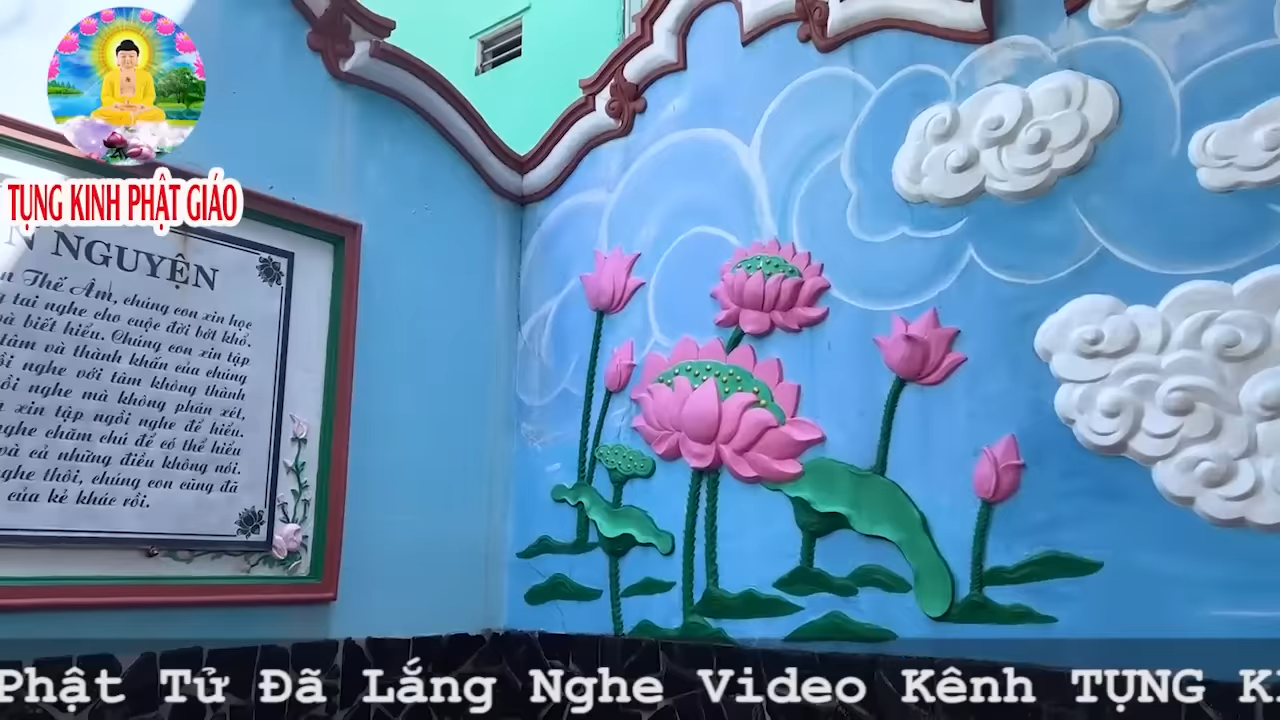 TỤNG KINH PHẬT GIÁO
N NGUYỆN
Thế Âm, chúng con xin học
tai nghe cho cuộc đời bớt khổ.
và biết hiểu. Chúng con xin tập
tâm và thành khẩn của chúng
nghe với tâm không thành
nghe mà không phán xét,
xin tập ngồi nghe để hiểu.
nghe chăm chú để có thể hiểu
và cả những điều không nói.
nghe thôi, chúng con cũng đã
của kẻ khác rồi.
Phật Tử Đã Lắng Nghe Video Kênh TỤNG K